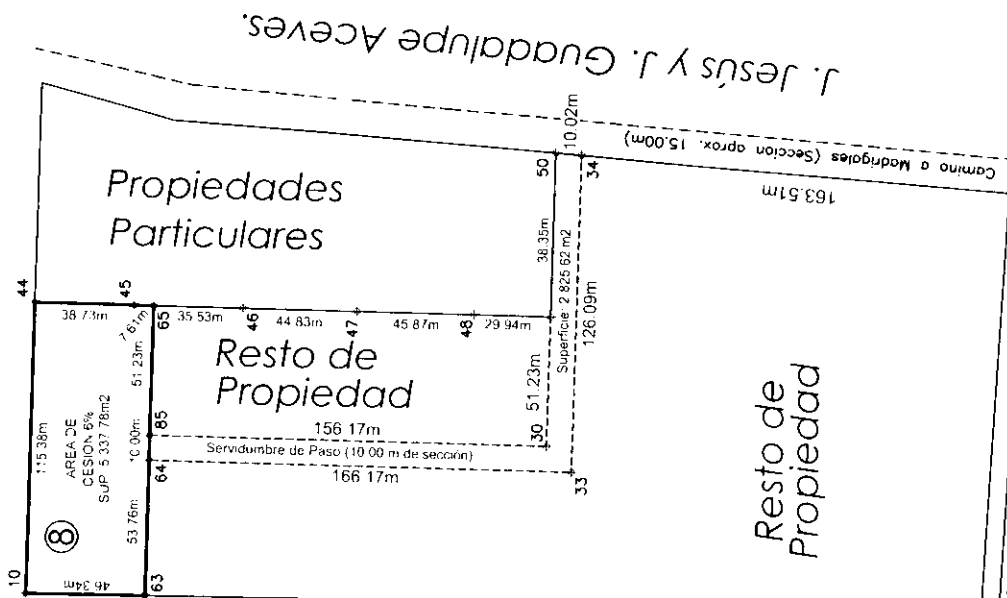 J. Jesús y J. Guadalupe Aceves.
Camino a Madrigales (Seccion aprox. 15.00m)
163.51m
10.02m
50
34
Propiedades
Particulares
38.35m
Superficie 2 825 62 m2
126.09m
44
45
38 73m
7 61m
65
35 53m
46
44 83m
47
45 87m
48
29 94m
Resto de
Propiedad
51.23m
51 23m
85
156 17m
30
Servidumbre de Paso (10 00 m de sección)
10 00m
64
166 17m
33
115 38m
AREA DE
CESION 6%
SUP 5 337 78m2
8
53 76m
46 34m
10
63
Resto de
Propiedad